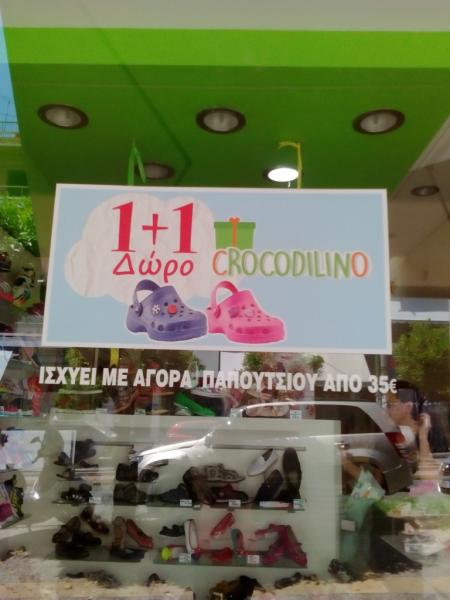 1+1
Δώρο CROCODILINO
ΙΣΧΥΕΙ ΜΕ ΑΓΟΡΑ ΠΑΠΟΥΤΣΙΟΥ ΑΠΟ 35€